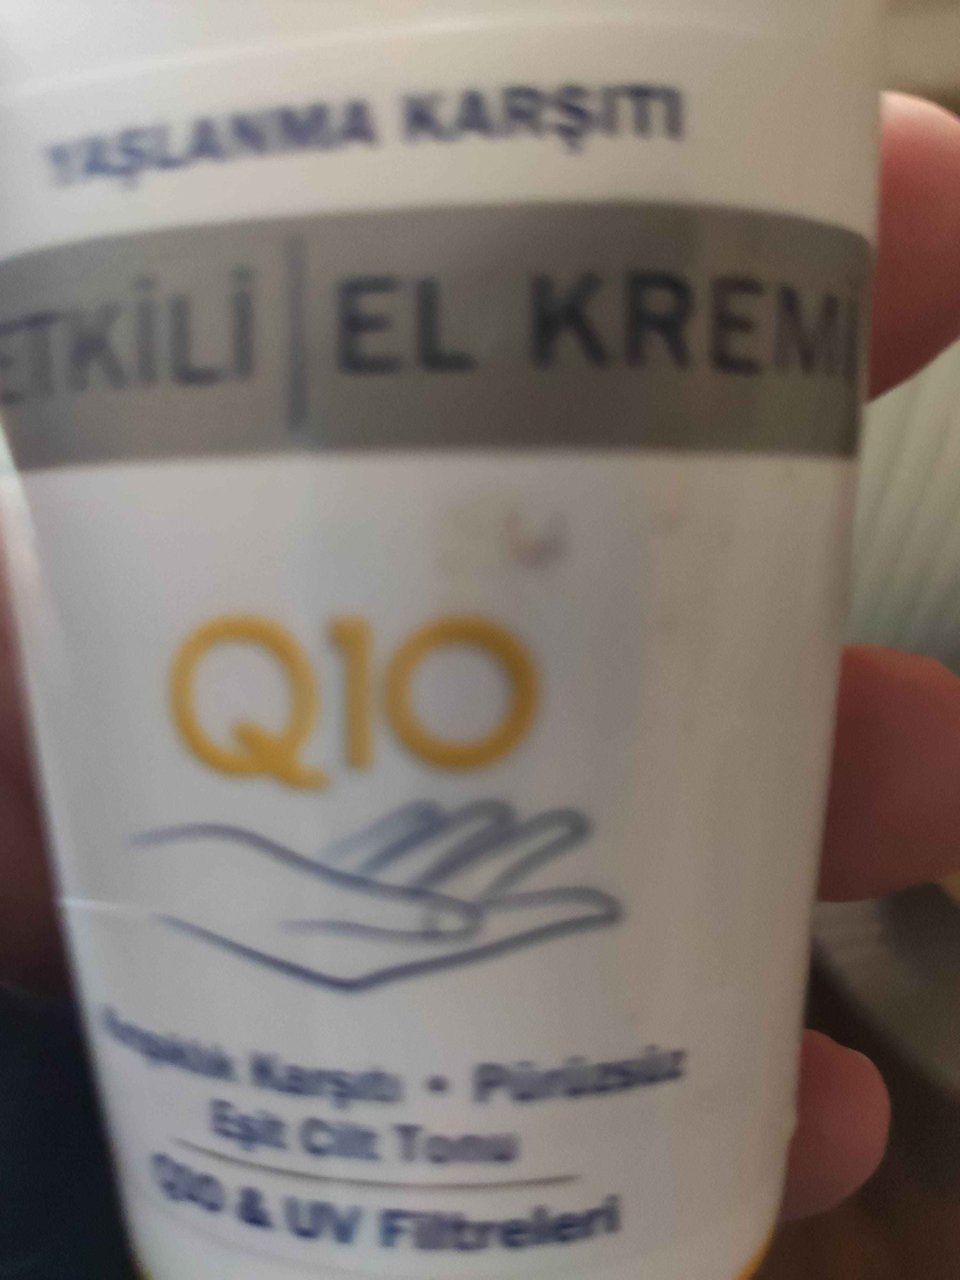 YAŞLANMA KARŞITI
ETKİLİ | EL KREMİ
Q10
Kırışıklık Karşıtı • Pürüzsüz
Eşit Cilt Tonu
Q10 & UV Filtreleri